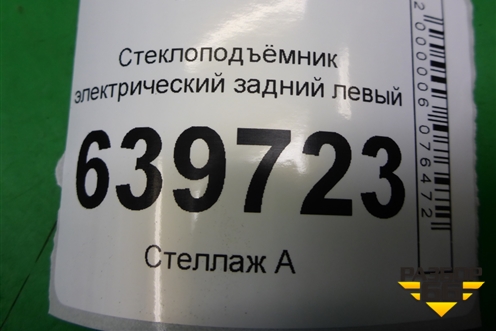 Стеклоподъёмник
электрический задний левый
639723
Стеллаж А
2000006076472